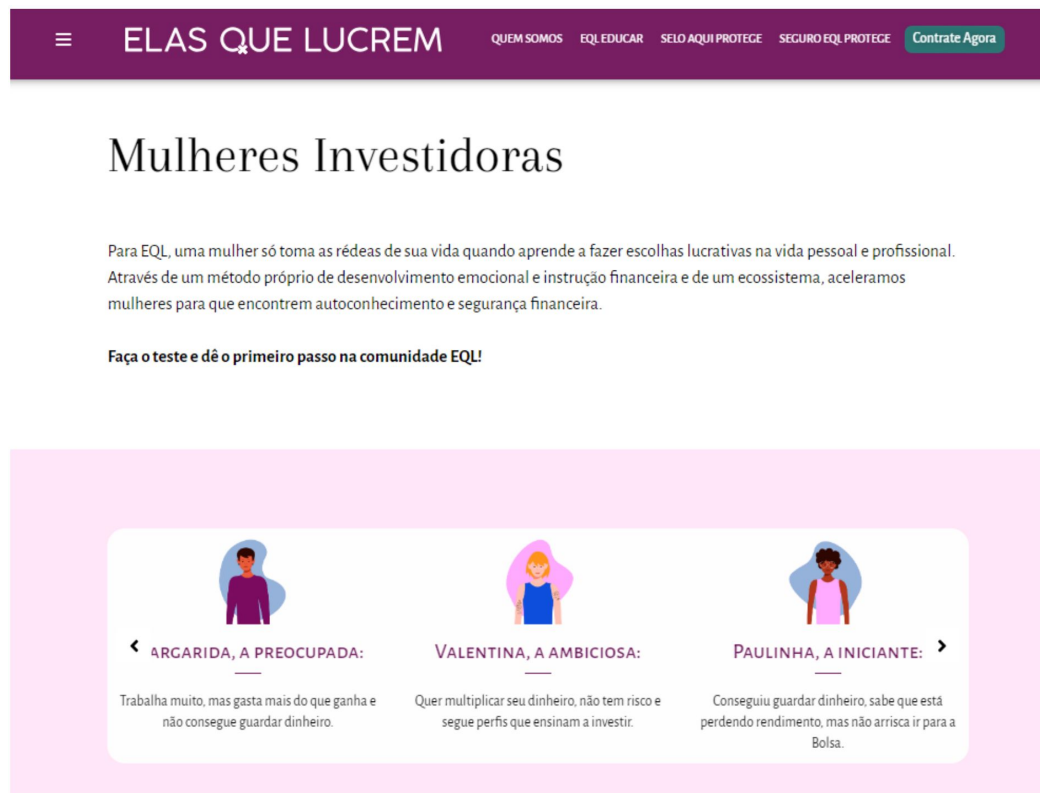 ELAS QUE LUCREM
QUEM SOMOS EQL EDUCAR SELO AQUI PROTEGE SEGURO EQL PROTEGE Contrate Agora
Mulheres Investidoras
Para EQL, uma mulher só toma as rédeas de sua vida quando aprende a fazer escolhas lucrativas na vida pessoal e profissional.
Através de um método próprio de desenvolvimento emocional e instrução financeira e de um ecossistema, aceleramos
mulheres para que encontrem autoconhecimento e segurança financeira.
Faça o teste e dê o primeiro passo na comunidade EQL!
ARGARIDA, A PREOCUPADA:
Trabalha muito, mas gasta mais do que ganha e
não consegue guardar dinheiro.
VALENTINA, A AMBICIOSA:
Quer multiplicar seu dinheiro, não tem risco e
segue perfis que ensinam a investir.
PAULINHA, A INICIANTE:
Conseguiu guardar dinheiro, sabe que está
perdendo rendimento, mas não arrisca ir para a
Bolsa.